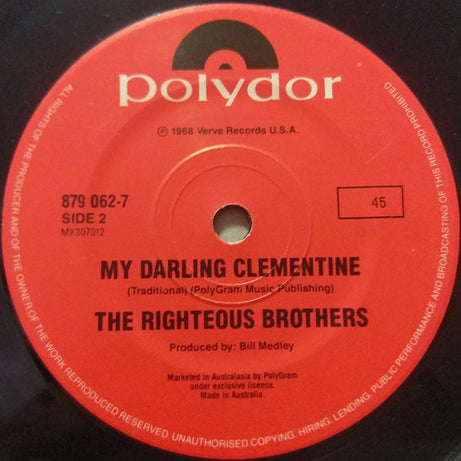 polydor
℗ 1968 Verve Records U.S.A.
879 062-7
SIDE 2
MX307012
45
MY DARLING CLEMENTINE
(Traditional) (PolyGram Music Publishing)
THE RIGHTEOUS BROTHERS
Produced by: Bill Medley
Marketed in Australasia by PolyGram
under exclusive licence.
Made in Australia.
ALL RIGHTS OF THE PRODUCER AND OF THE OWNER OF THE WORK REPRODUCED RESERVED. UNAUTHORISED COPYING. HIRING. LENDING. PUBLIC PERFORMANCE AND BROADCASTING OF THIS RECORD PROHIBITED